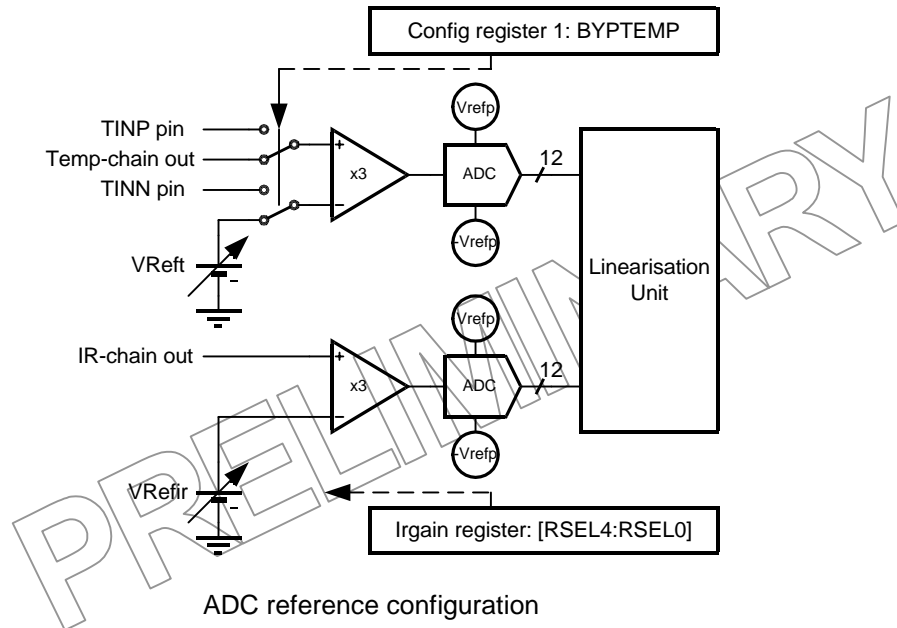 Config register 1: BYPTEMP
Vrefp
TINP pin
Temp-chain out
TINN pin
+
x3
-
ADC
12
-Vrefp
VReft
-
Linearisation
Unit
Vrefp
IR-chain out
+
x3
-
ADC
12
-Vrefp
VRefir
-
Irgain register: [RSEL4:RSEL0]
PRELIMINARY
ADC reference configuration